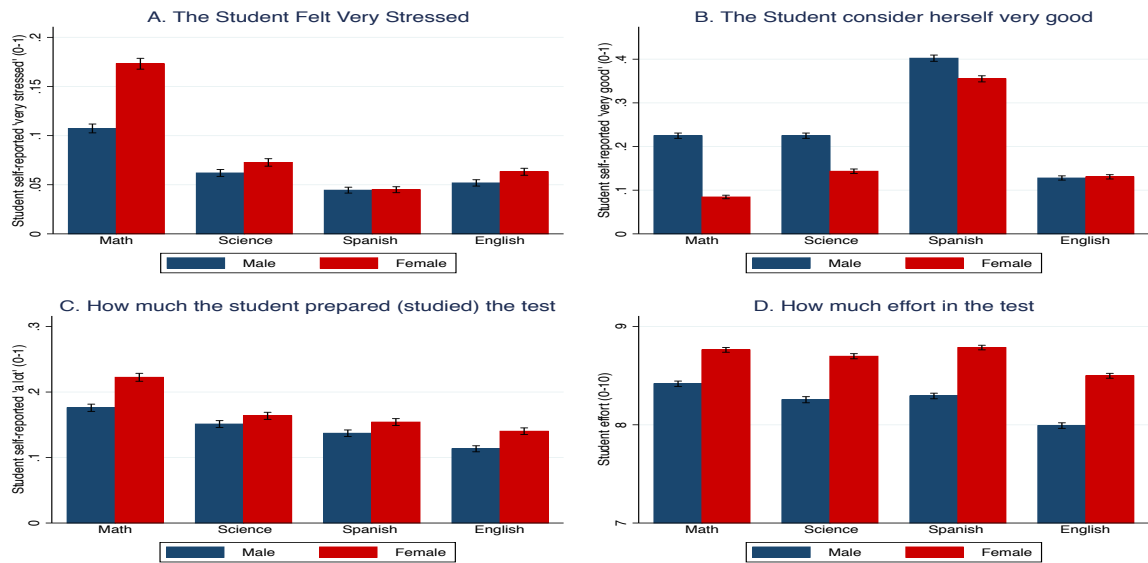 A. The Student Felt Very Stressed
Student self-reported 'very stressed' (0-1)
.2
.15
.1
.05
0
Math Science Spanish English
Male Female
B. The Student consider herself very good
Student self-reported 'very good' (0-1)
.4
.3
.2
.1
0
Math Science Spanish English
Male Female
C. How much the student prepared (studied) the test
Student self-reported 'a lot' (0-1)
.3
.2
.1
0
Math Science Spanish English
Male Female
D. How much effort in the test
Student effort (0-10)
9
8
7
Math Science Spanish English
Male Female